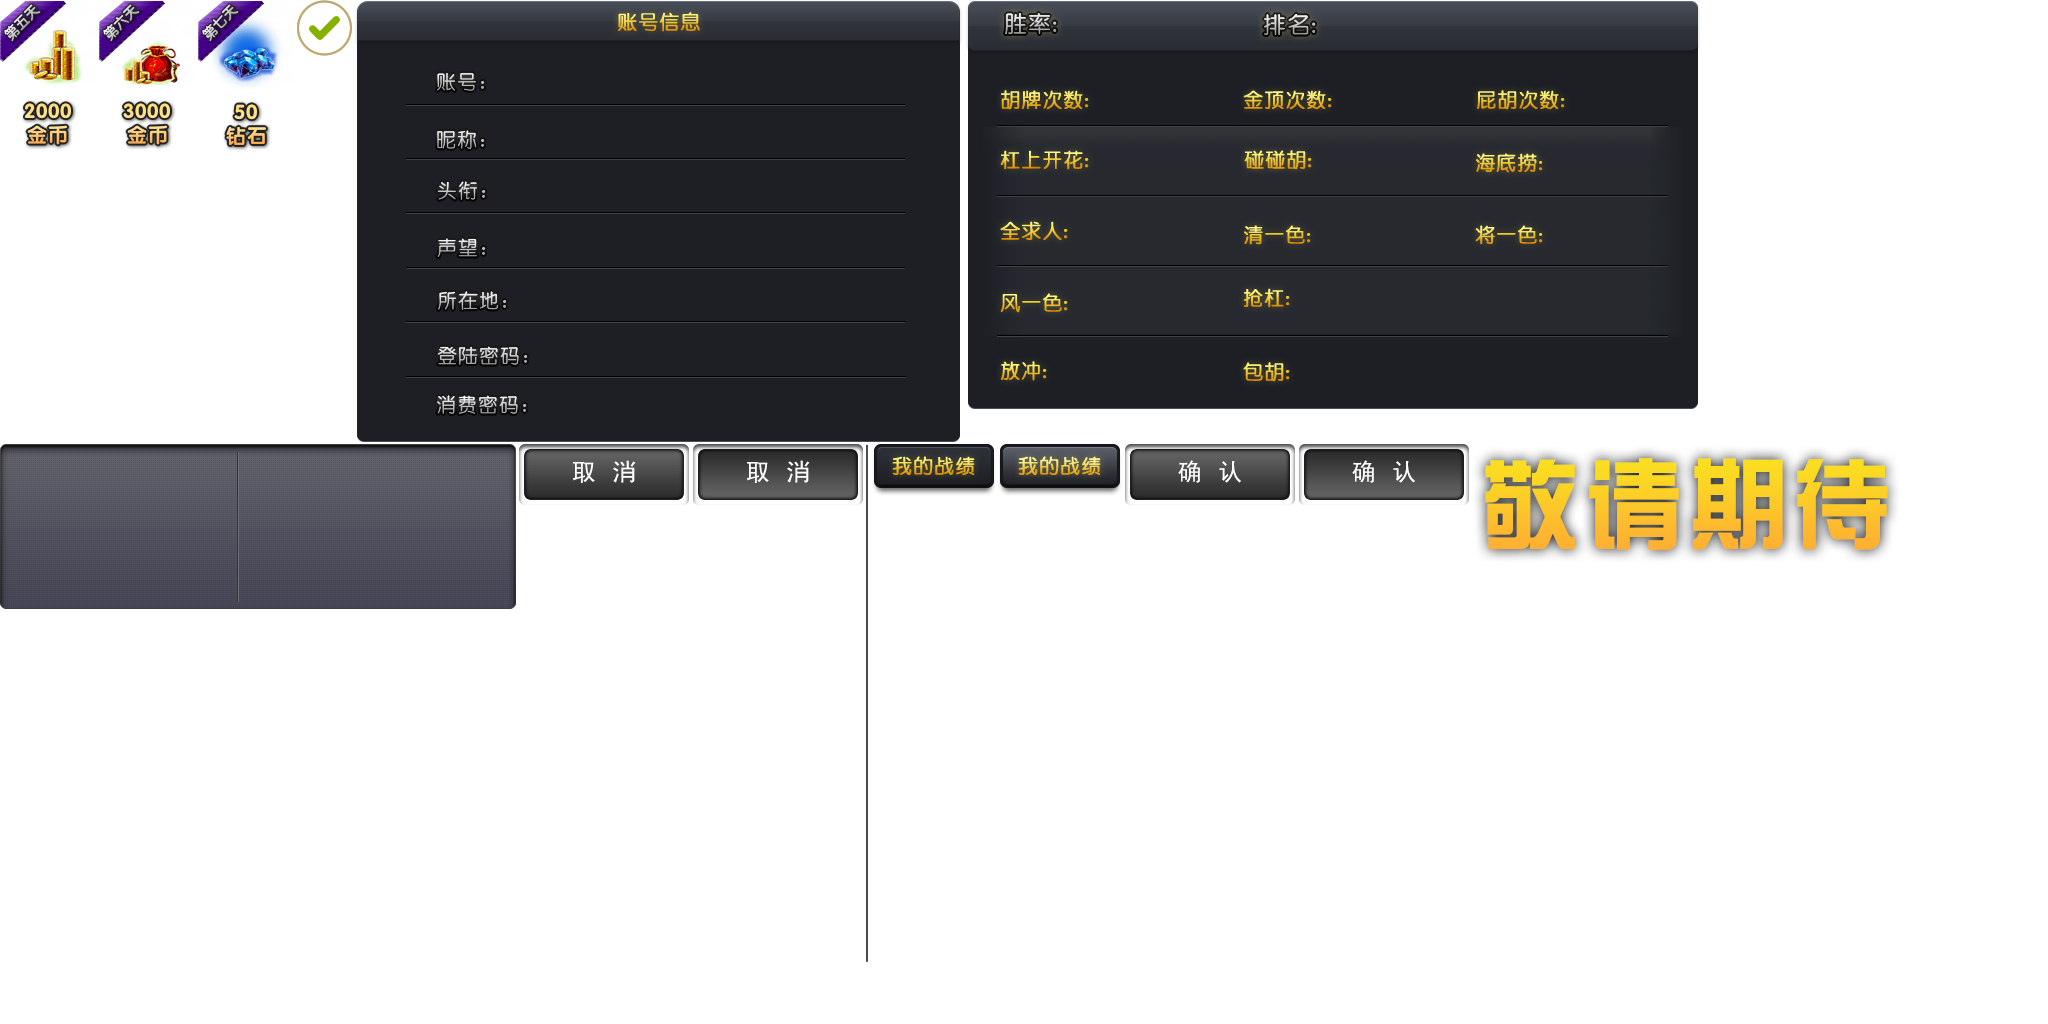 第五天
2000
金币
第六天
3000
金币
第七天
50
钻石
账号信息
账号:
昵称:
头衔:
声望:
所在地:
登陆密码:
消费密码:
胜率: 排名:
胡牌次数: 金顶次数: 屁胡次数:
杠上开花: 碰碰胡: 海底捞:
全求人: 清一色: 将一色:
风一色: 抢杠:
放冲: 包胡:
取 消
取 消
我的战绩
我的战绩
确 认
确 认
敬请期待